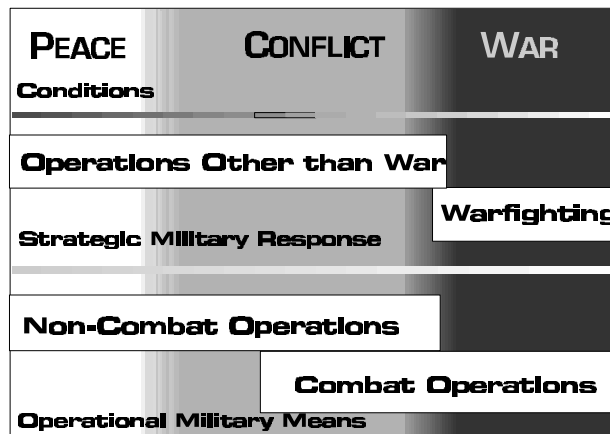 PEACE CONFLICT WAR
Conditions
Operations Other than War
Warfighting
Strategic Military Response
Non-Combat Operations
Combat Operations
Operational Military Means